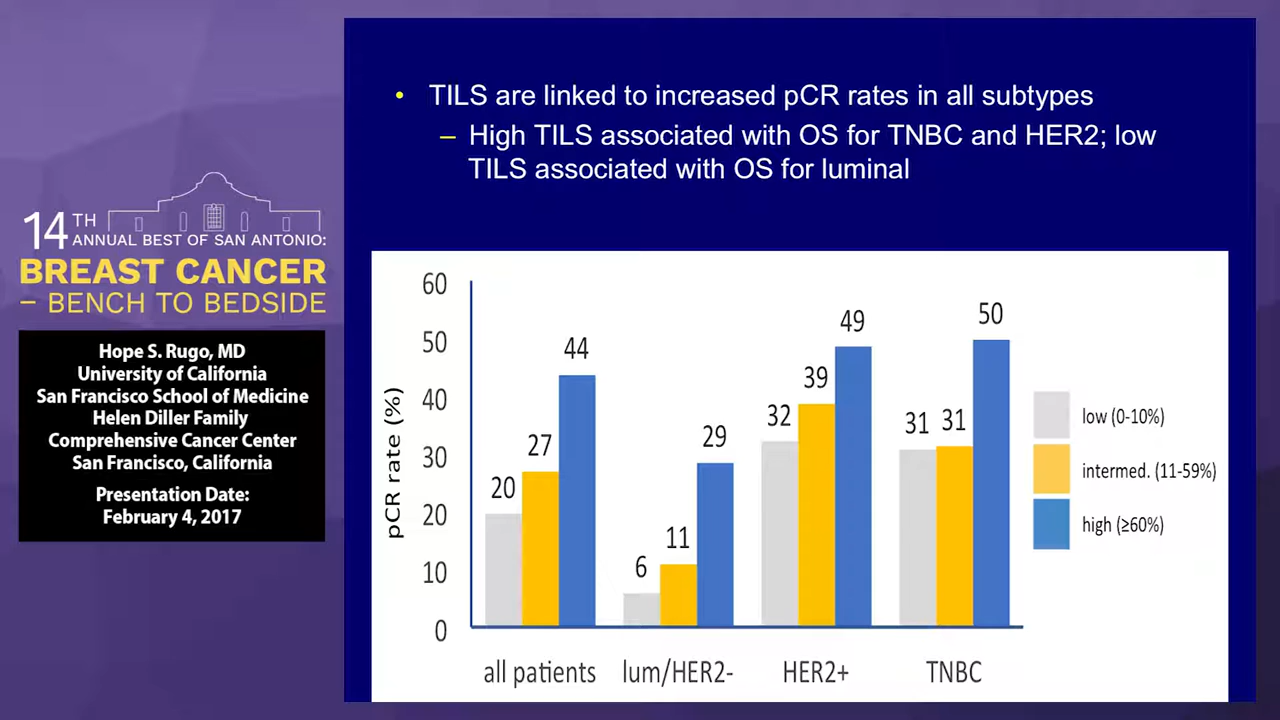 14TH
ANNUAL BEST OF SAN ANTONIO:
BREAST CANCER
– BENCH TO BEDSIDE
Hope S. Rugo, MD
University of California
San Francisco School of Medicine
Helen Diller Family
Comprehensive Cancer Center
San Francisco, California
Presentation Date:
February 4, 2017
• TILS are linked to increased pCR rates in all subtypes
– High TILS associated with OS for TNBC and HER2; low
TILS associated with OS for luminal
pCR rate (%)
60
50
40
30
20
10
0
20 27 44
6 11 29
32 39 49
31 31 50
all patients lum/HER2- HER2+ TNBC
low (0-10%)
intermed. (11-59%)
high (≥60%)